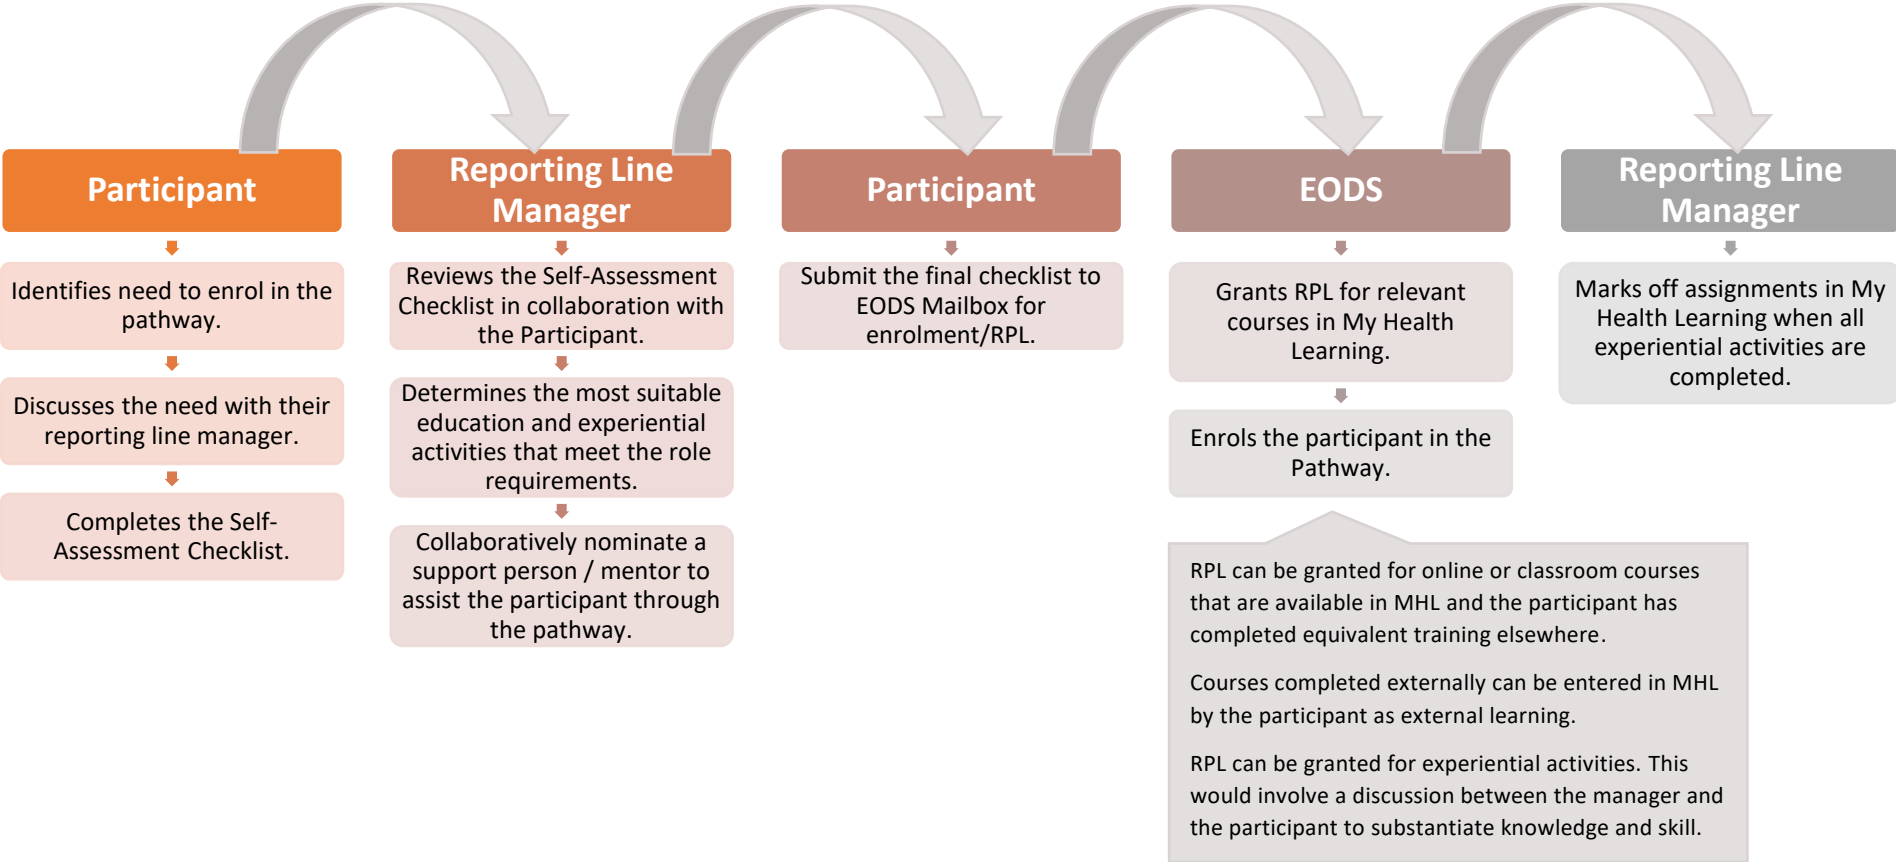 Participant
Identifies need to enrol in the
pathway.
Discusses the need with their
reporting line manager.
Completes the Self-
Assessment Checklist.
Reporting Line
Manager
Reviews the Self-Assessment
Checklist in collaboration with
the Participant.
Determines the most suitable
education and experiential
activities that meet the role
requirements.
Collaboratively nominate a
support person / mentor to
assist the participant through
the pathway.
Participant
Submit the final checklist to
EODS Mailbox for
enrolment/RPL.
EODS
Grants RPL for relevant
courses in My Health
Learning.
Enrols the participant in the
Pathway.
RPL can be granted for online or classroom courses
that are available in MHL and the participant has
completed equivalent training elsewhere.
Courses completed externally can be entered in MHL
by the participant as external learning.
RPL can be granted for experiential activities. This
would involve a discussion between the manager and
the participant to substantiate knowledge and skill.
Reporting Line
Manager
Marks off assignments in My
Health Learning when all
experiential activities are
completed.